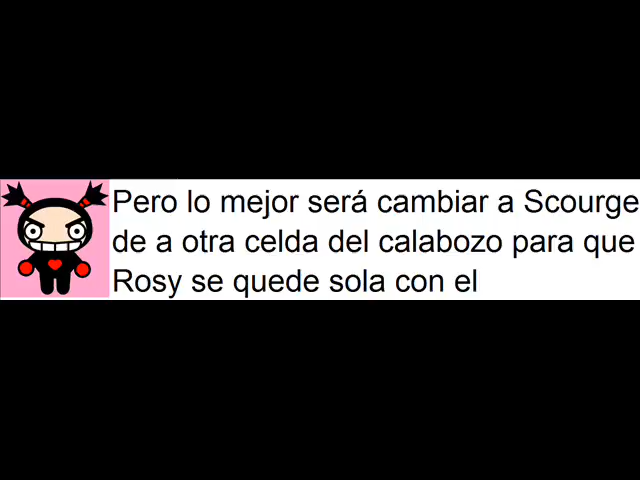 Pero lo mejor será cambiar a Scourge
de a otra celda del calabozo para que
Rosy se quede sola con el